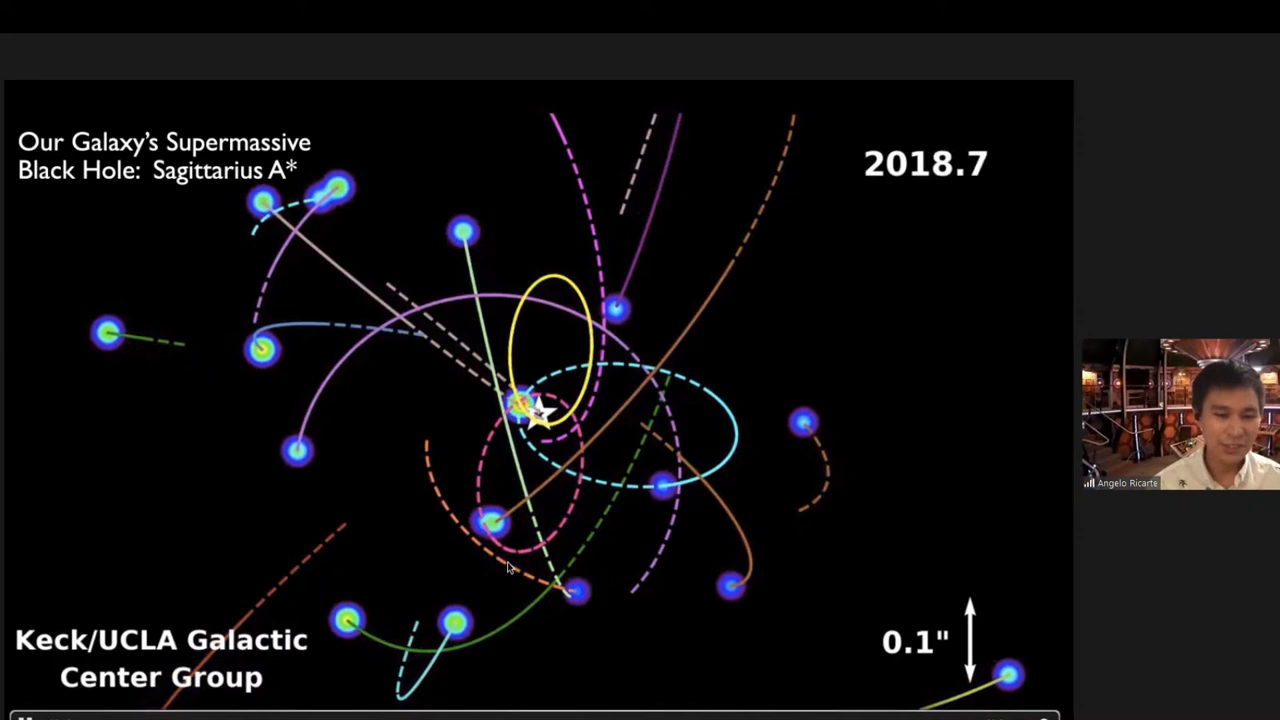 Our Galaxy's Supermassive
Black Hole: Sagittarius A*
2018.7
Angelo Ricarte
0.1"
Keck/UCLA Galactic
Center Group